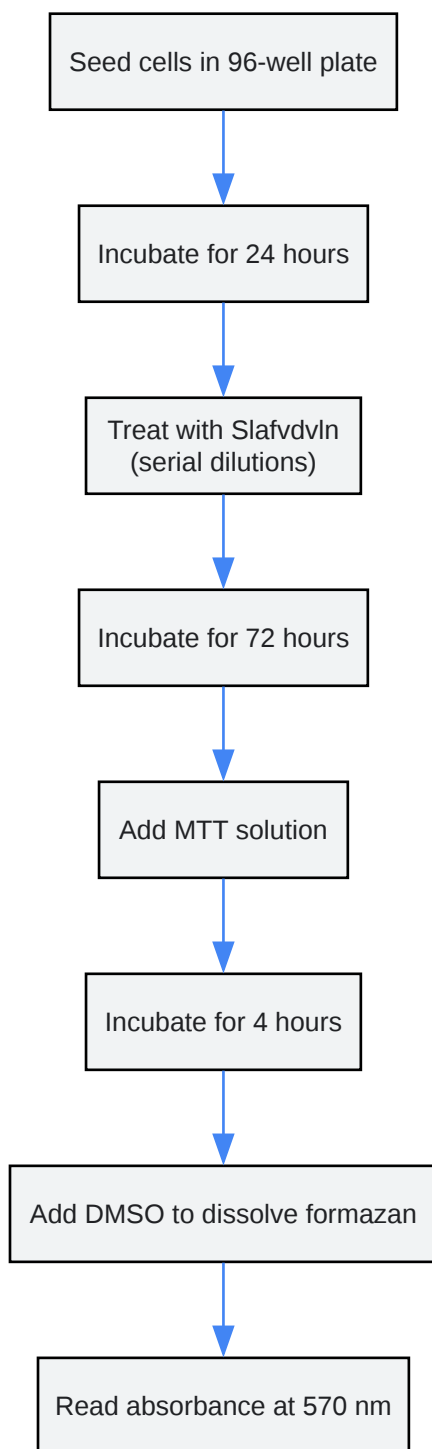 Seed cells in 96-well plate
Incubate for 24 hours
Treat with Slafvdvln
(serial dilutions)
Incubate for 72 hours
Add MTT solution
Incubate for 4 hours
Add DMSO to dissolve formazan
Read absorbance at 570 nm